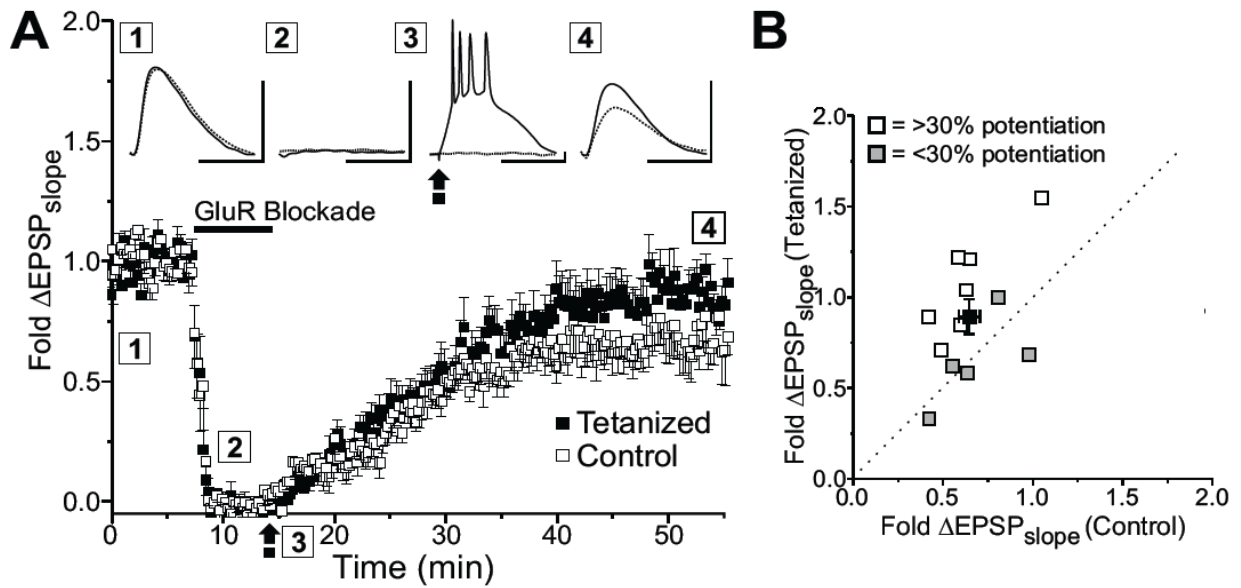 A
2.0
1.5
1.0
0.5
0.0
Fold ΔEPSPslope
1
2
3
4
GluR Blockade
4
1
2
■ Tetanized
□ Control
3
0
10
20
30
40
50
Time (min)
B
□ = >30% potentiation
■ = <30% potentiation
2.0
1.5
1.0
0.5
0.0
Fold ΔEPSPslope (Tetanized)
0.0
0.5
1.0
1.5
2.0
Fold ΔEPSPslope (Control)